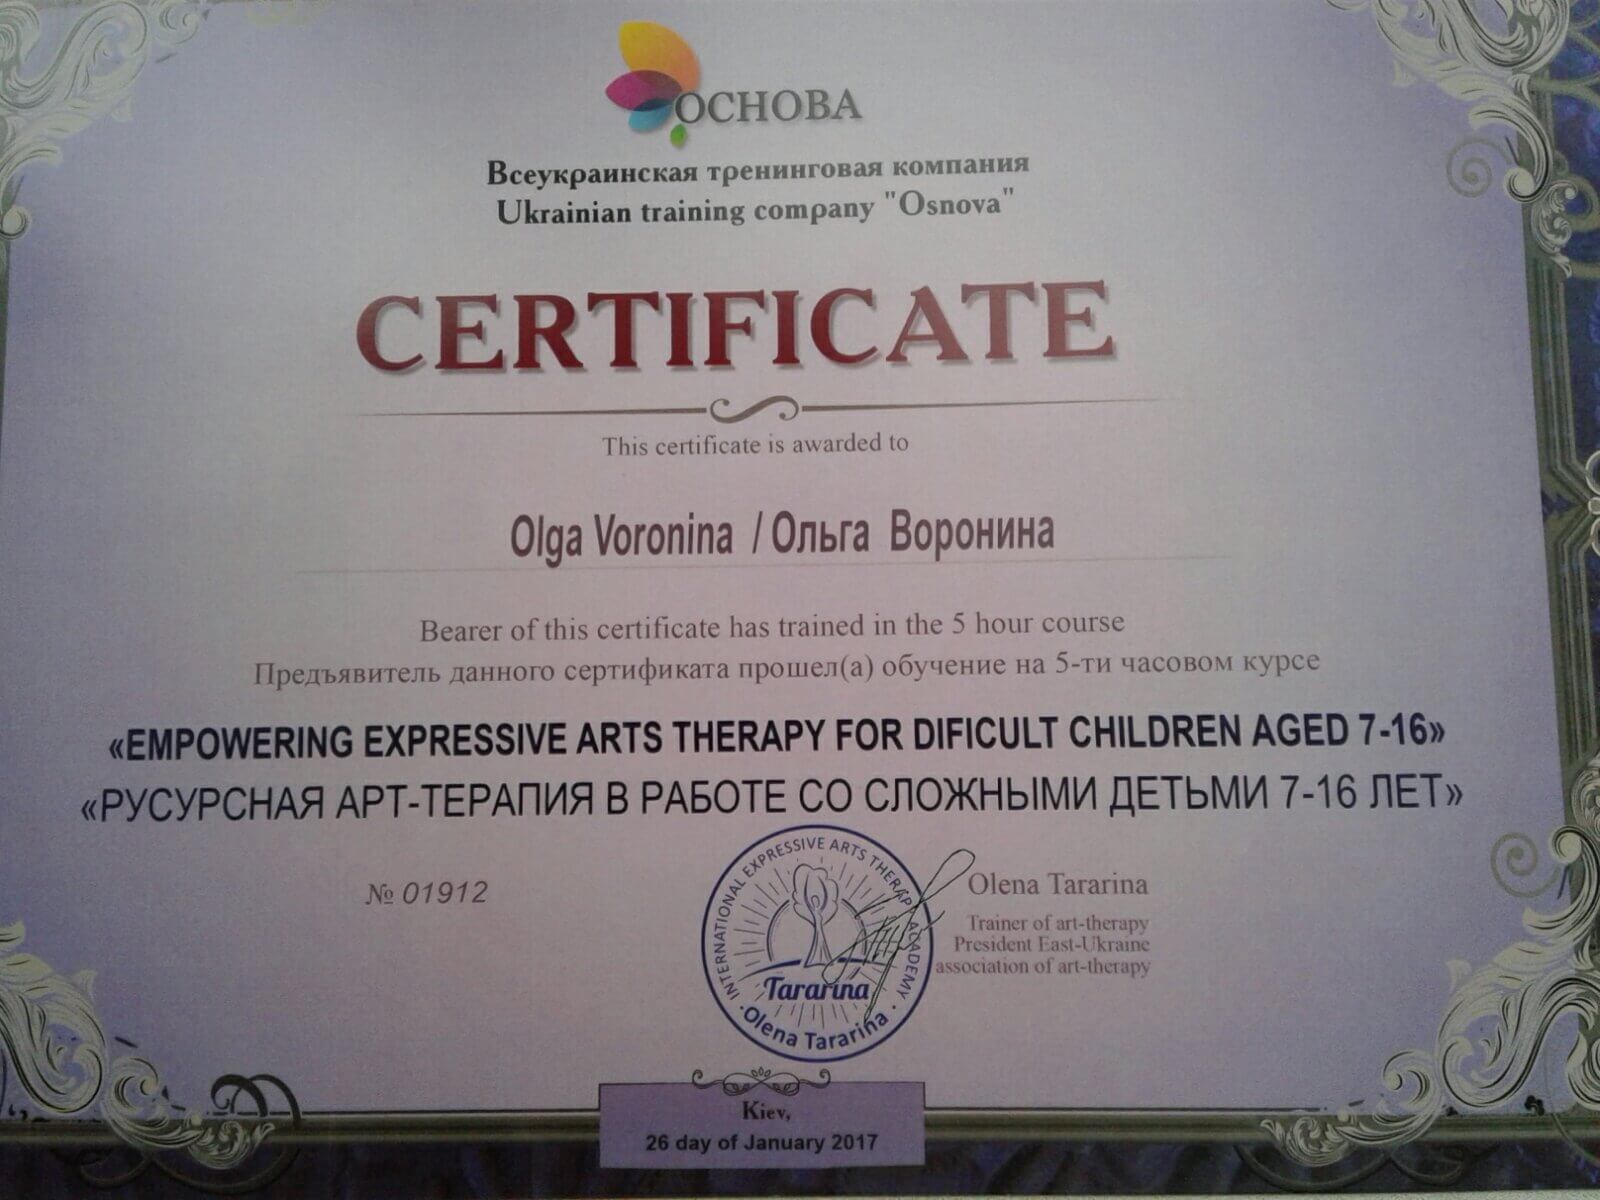 ОСНОВА
Всеукраинская тренинговая компания
Ukrainian training company "Osnova"
CERTIFICATE
This certificate is awarded to
Olga Voronina / Ольга Воронина
Bearer of this certificate has trained in the 5 hour course
Предъявитель данного сертификата прошел(а) обучение на 5-ти часовом курсе
«EMPOWERING EXPRESSIVE ARTS THERAPY FOR DIFICULT CHILDREN AGED 7-16»
«РУСУРСНАЯ АРТ-ТЕРАПИЯ В РАБОТЕ СО СЛОЖНЫМИ ДЕТЬМИ 7-16 ЛЕТ»
№ 01912
INTERNATIONAL EXPRESSIVE ARTS THERAPY ACADEMY
Tararina
Olena Tararina
Olena Tararina
Trainer of art-therapy
President East-Ukraine
association of art-therapy
Kiev,
26 day of January 2017